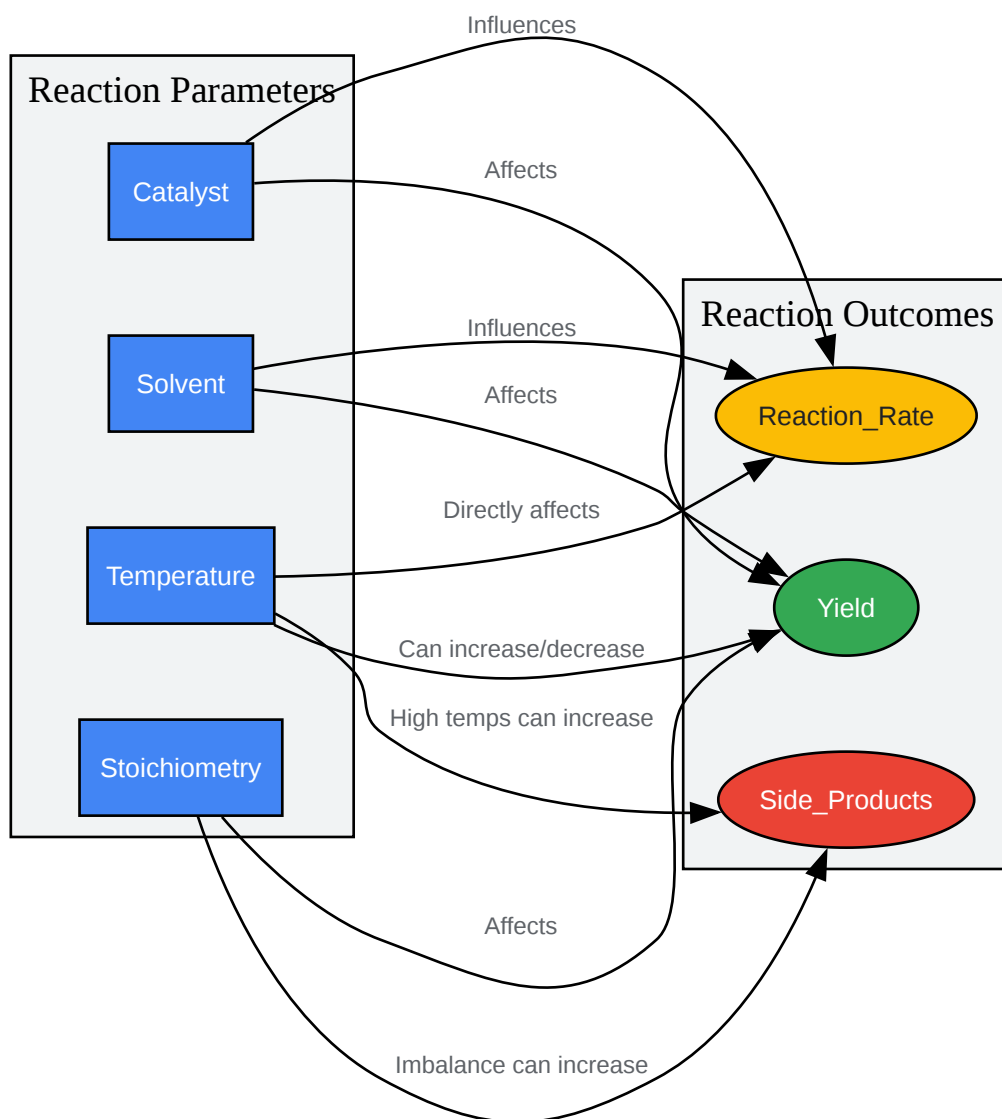 Influences
Reaction Parameters
Catalyst
Affects
Solvent
Influences
Affects
Reaction Outcomes
Reaction_Rate
Temperature
Directly affects
Can increase/decrease
Yield
High temps can increase
Stoichiometry
Side_Products
Affects
Imbalance can increase